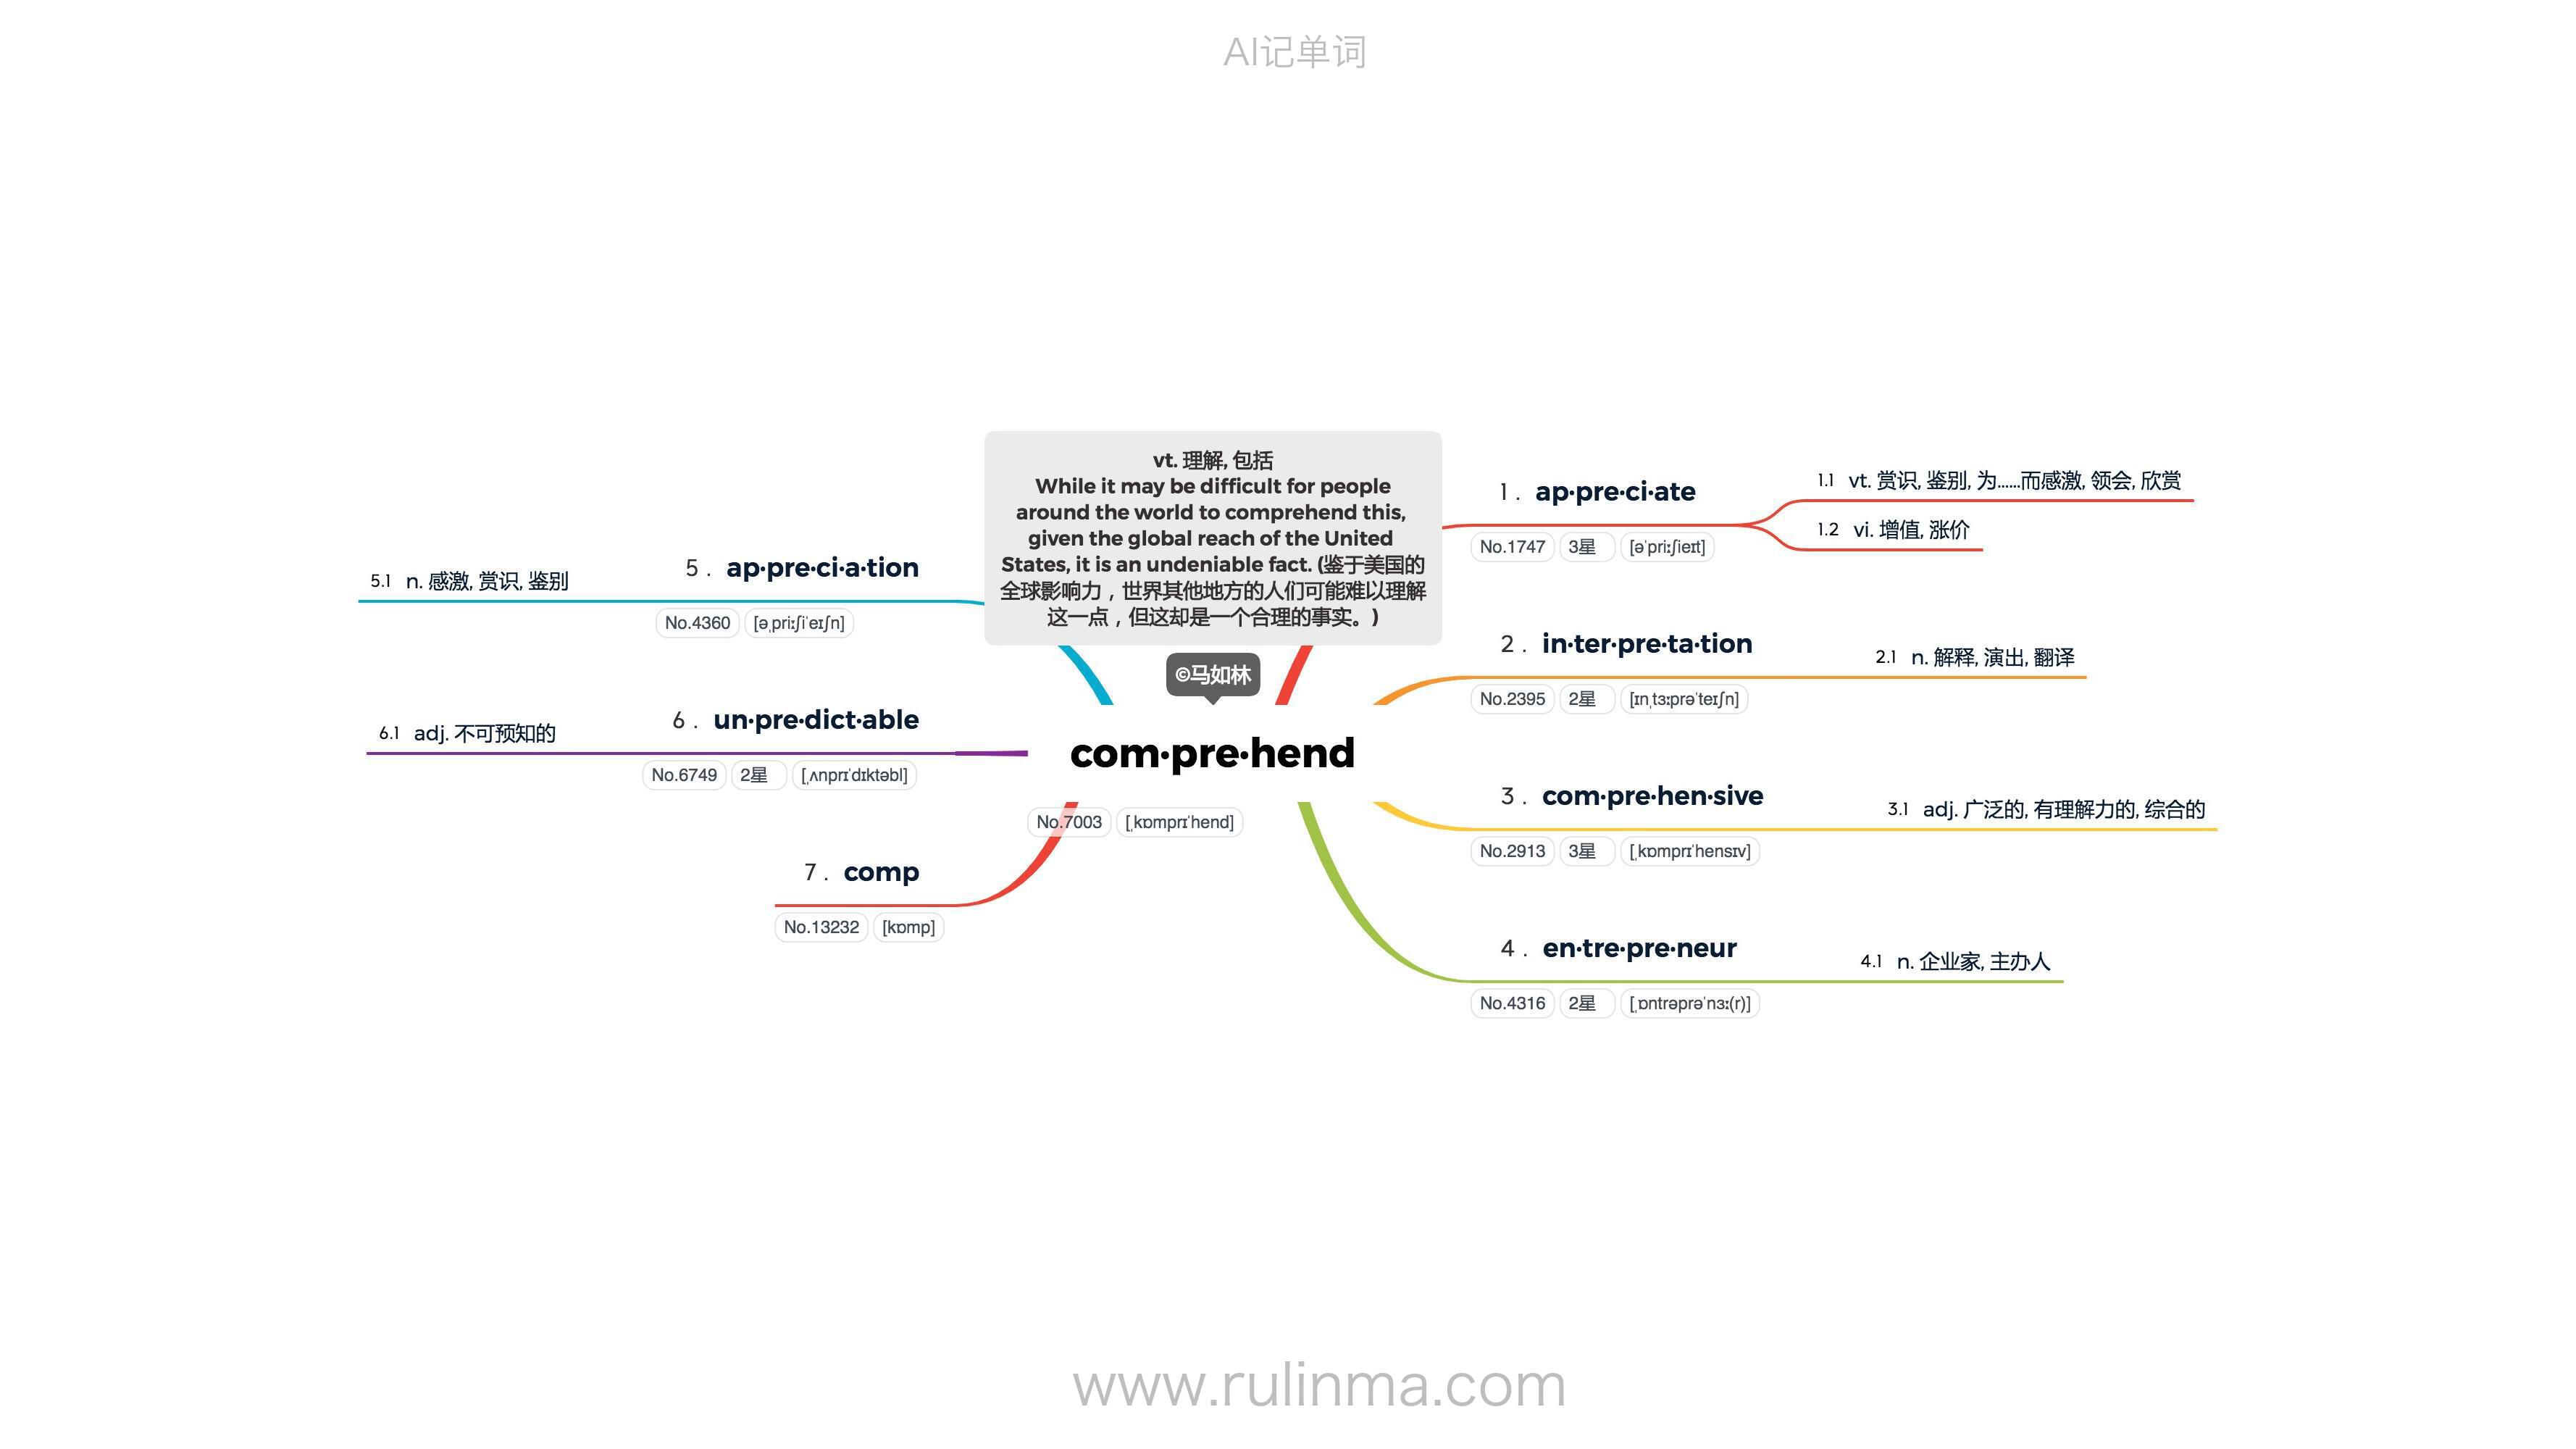 AI记单词
vt. 理解, 包括
While it may be difficult for people
around the world to comprehend this,
given the global reach of the United
States, it is an undeniable fact. (鉴于美国的
全球影响力，世界其他地方的人们可能难以理解
这一点，但这却是一个合理的事实。)
©马如林
com·pre·hend
No.7003 [ˌkɒmprɪˈhend]
1 . ap·pre·ci·ate
No.1747 3星 [əˈpriːʃieɪt]
1.1 vt. 赏识, 鉴别, 为......而感激, 领会, 欣赏
1.2 vi. 增值, 涨价
2 . in·ter·pre·ta·tion
No.2395 2星 [ɪnˌtɜːprəˈteɪʃn]
2.1 n. 解释, 演出, 翻译
3 . com·pre·hen·sive
No.2913 3星 [ˌkɒmprɪˈhensɪv]
3.1 adj. 广泛的, 有理解力的, 综合的
4 . en·tre·pre·neur
No.4316 2星 [ˌɒntrəprəˈnɜː(r)]
4.1 n. 企业家, 主办人
5 . ap·pre·ci·a·tion
No.4360 [əˌpriːʃiˈeɪʃn]
5.1 n. 感激, 赏识, 鉴别
6 . un·pre·dict·able
No.6749 2星 [ˌʌnprɪˈdɪktəbl]
6.1 adj. 不可预知的
7 . comp
No.13232 [kɒmp]
www.rulinma.com